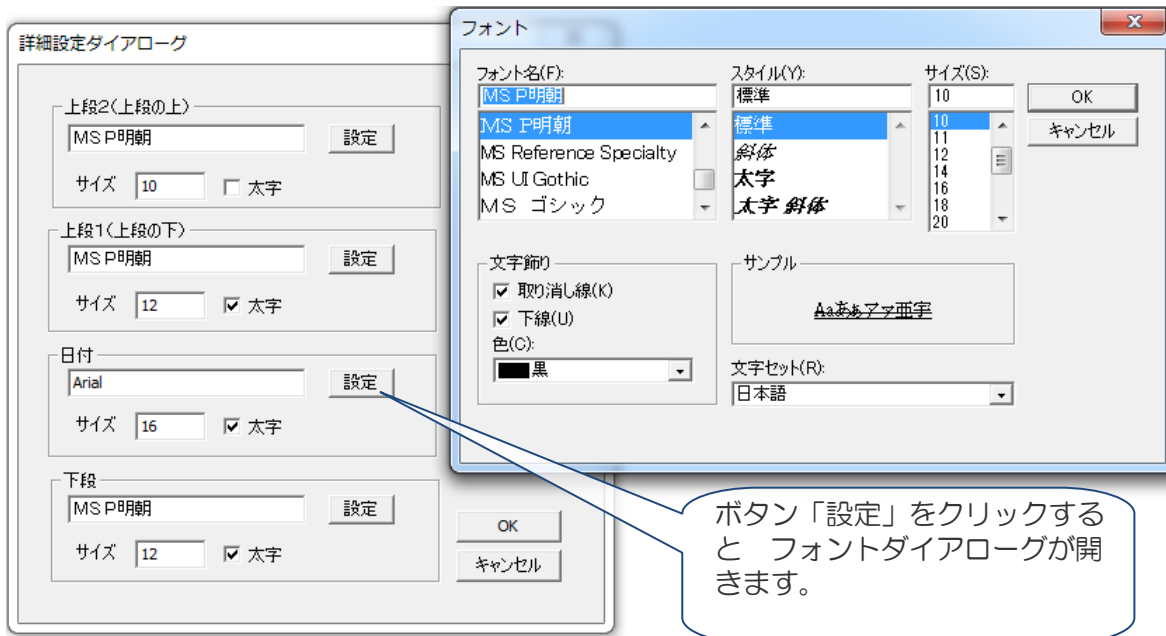 詳細設定ダイアローグ
上段2(上段の上)
MS P明朝
設定
サイズ 10 太字
上段1(上段の下)
MS P明朝
設定
サイズ 12 太字
日付
Arial
設定
サイズ 16 太字
下段
MS P明朝
設定
サイズ 12 太字
OK
キャンセル
フォント
フォント名(F):
MS P明朝
MS P明朝
MS Reference Specialty
MS UI Gothic
MS ゴシック
スタイル(Y):
標準
標準
斜体
太字
太字 斜体
サイズ(S):
10
10
11
12
14
16
18
20
OK
キャンセル
文字飾り
取り消し線(K)
下線(U)
色(C):
黒
サンプル
Aaあぁアァ亜宇
文字セット(R):
日本語
ボタン「設定」をクリックする
と フォントダイアローグが開
きます。